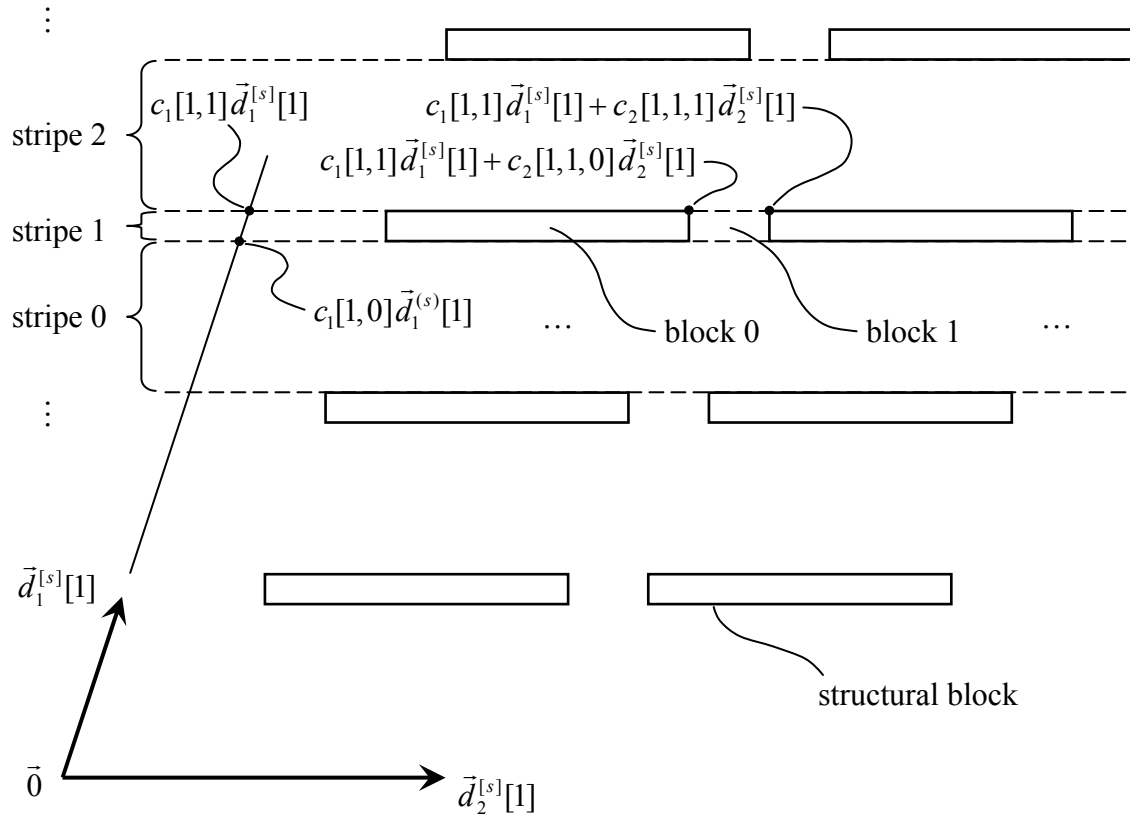 ⋮
c₁[1,1]d⃗₁^[s][1]
c₁[1,1]d⃗₁^[s][1] + c₂[1,1,1]d⃗₂^[s][1]
stripe 2
c₁[1,1]d⃗₁^[s][1] + c₂[1,1,0]d⃗₂^[s][1]
stripe 1
stripe 0
c₁[1,0]d⃗₁^(s)[1]
… block 0 block 1 …
⋮
d⃗₁^[s][1]
structural block
0⃗
d⃗₂^[s][1]